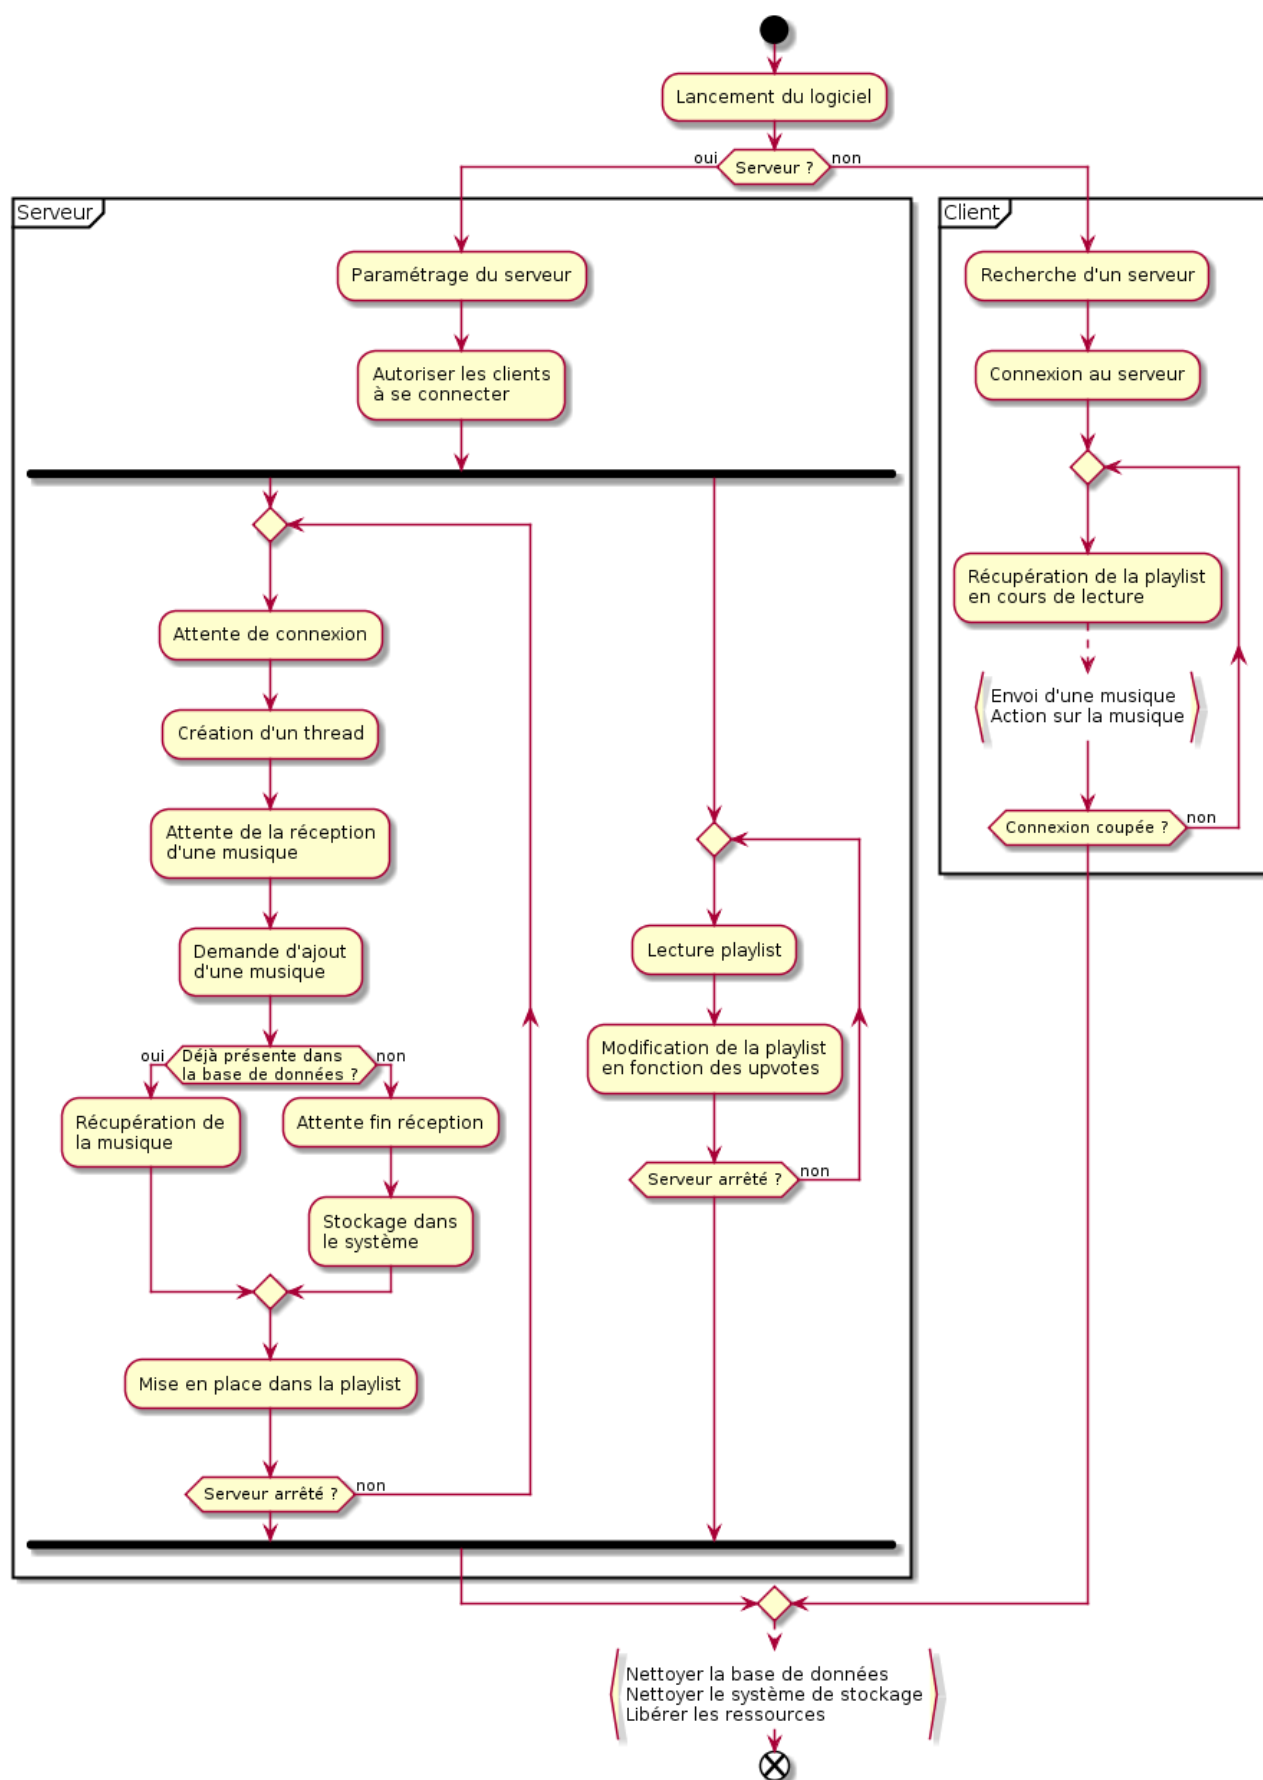 Lancement du logiciel
oui
Serveur ?
non
Serveur
Paramétrage du serveur
Autoriser les clients
à se connecter
Attente de connexion
Création d'un thread
Attente de la réception
d'une musique
Demande d'ajout
d'une musique
oui
Déjà présente dans
la base de données ?
non
Récupération de
la musique
Attente fin réception
Stockage dans
le système
Mise en place dans la playlist
Serveur arrêté ?
non
Lecture playlist
Modification de la playlist
en fonction des upvotes
Serveur arrêté ?
non
Client
Recherche d'un serveur
Connexion au serveur
Récupération de la playlist
en cours de lecture
Envoi d'une musique
Action sur la musique
Connexion coupée ?
non
Nettoyer la base de données
Nettoyer le système de stockage
Libérer les ressources